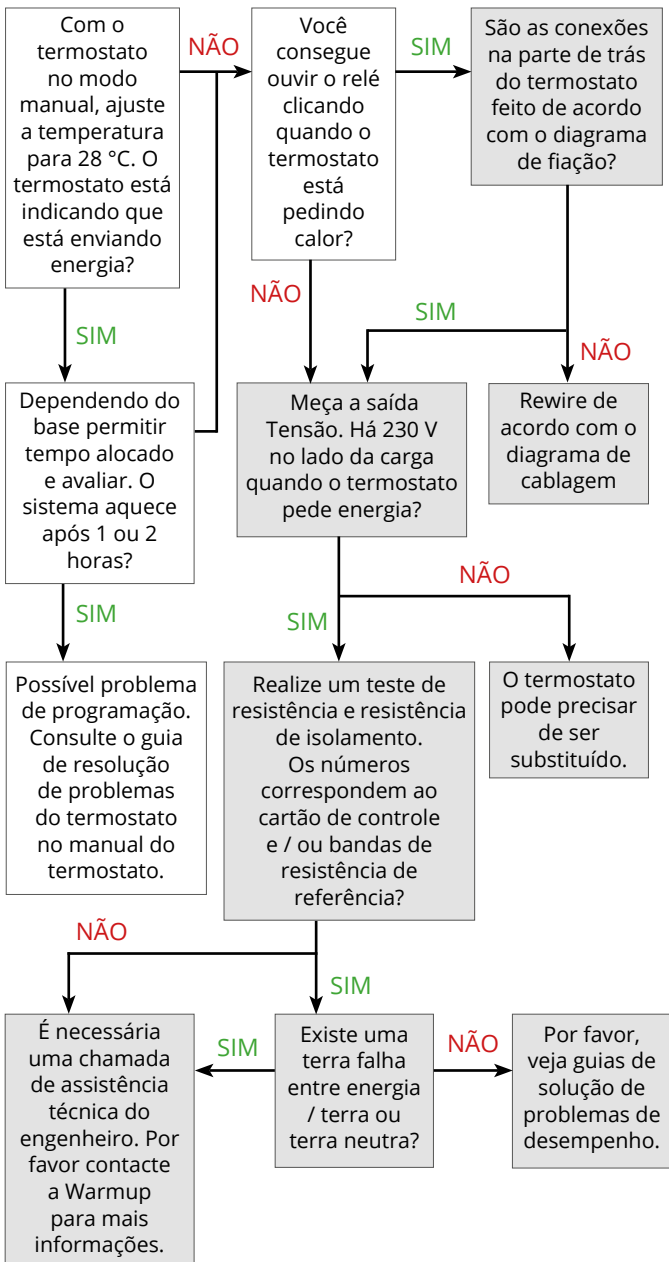 Com o
termostato
no modo
manual, ajuste
a temperatura
para 28 °C. O
termostato está
indicando que
está enviando
energia?
NÃO
Você
consegue
ouvir o relé
clicando
quando o
termostato
está
pedindo
calor?
SIM
São as conexões
na parte de trás
do termostato
feito de acordo
com o diagrama
de fiação?
SIM
NÃO
SIM
NÃO
Dependendo do
base permitir
tempo alocado
e avaliar. O
sistema aquece
após 1 ou 2
horas?
Meça a saída
Tensão. Há 230 V
no lado da carga
quando o termostato
pede energia?
Rewire de
acordo com o
diagrama de
cablagem
SIM
SIM
NÃO
Possível problema
de programação.
Consulte o guia
de resolução
de problemas
do termostato
no manual do
termostato.
Realize um teste de
resistência e resistência
de isolamento.
Os números
correspondem ao
cartão de controle
e / ou bandas de
resistência de
referência?
O termostato
pode precisar
de ser
substituído.
NÃO
SIM
É necessária
uma chamada
de assistência
técnica do
engenheiro. Por
favor contacte
a Warmup
para mais
informações.
SIM
Existe uma
terra falha
entre energia
/ terra ou
terra neutra?
NÃO
Por favor,
veja guias de
solução de
problemas de
desempenho.